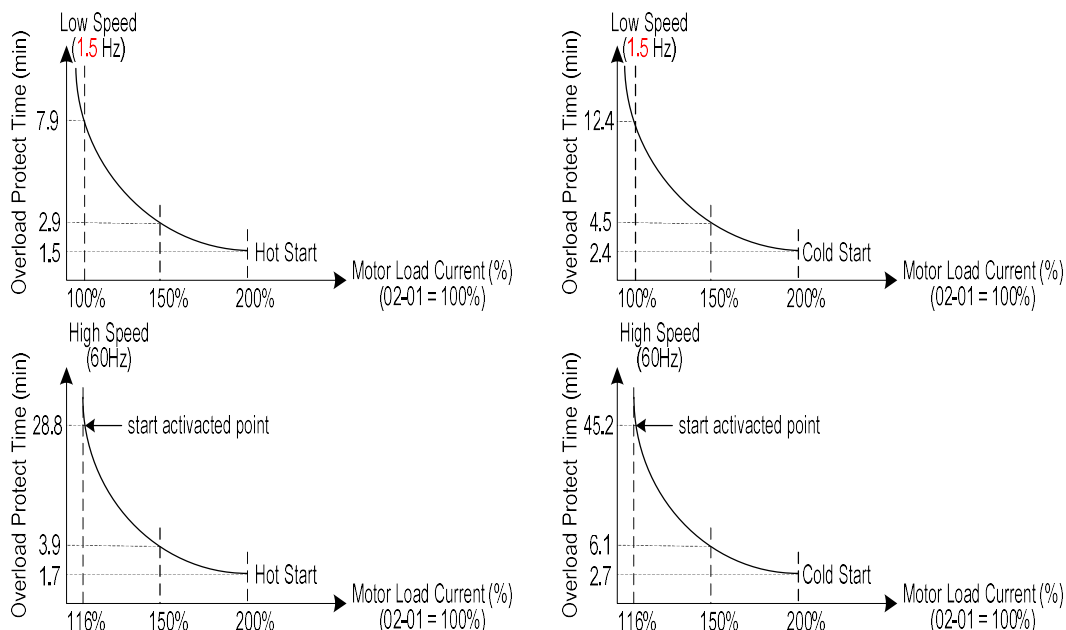 Low Speed
(1.5 Hz)
Overload Protect Time (min)
7.9
2.9
1.5
Hot Start
100%
150%
200%
Motor Load Current (%)
(02-01 = 100%)
Low Speed
(1.5 Hz)
Overload Protect Time (min)
12.4
4.5
2.4
Cold Start
100%
150%
200%
Motor Load Current (%)
(02-01 = 100%)
High Speed
(60Hz)
Overload Protect Time (min)
28.8
start activacted point
3.9
1.7
Hot Start
116%
150%
200%
Motor Load Current (%)
(02-01 = 100%)
High Speed
(60Hz)
Overload Protect Time (min)
45.2
start activacted point
6.1
2.7
Cold Start
116%
150%
200%
Motor Load Current (%)
(02-01 = 100%)